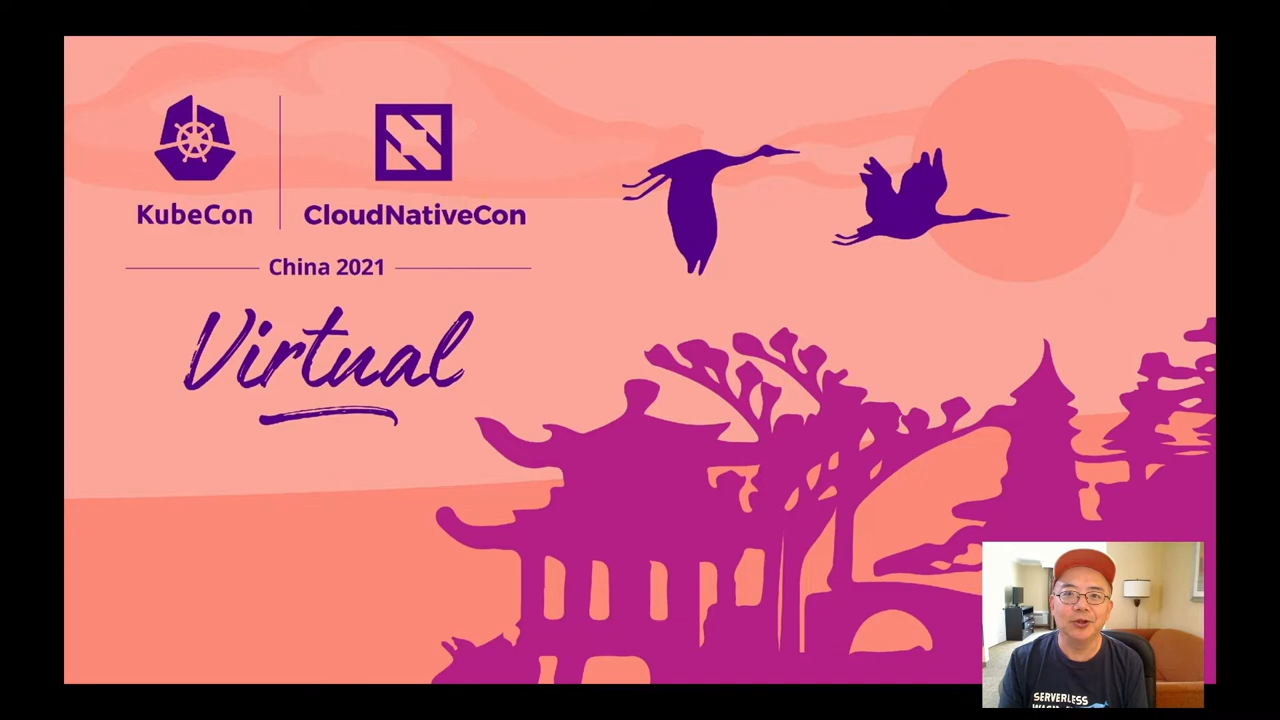 KubeCon
CloudNativeCon
China 2021
Virtual
SERVERLESS